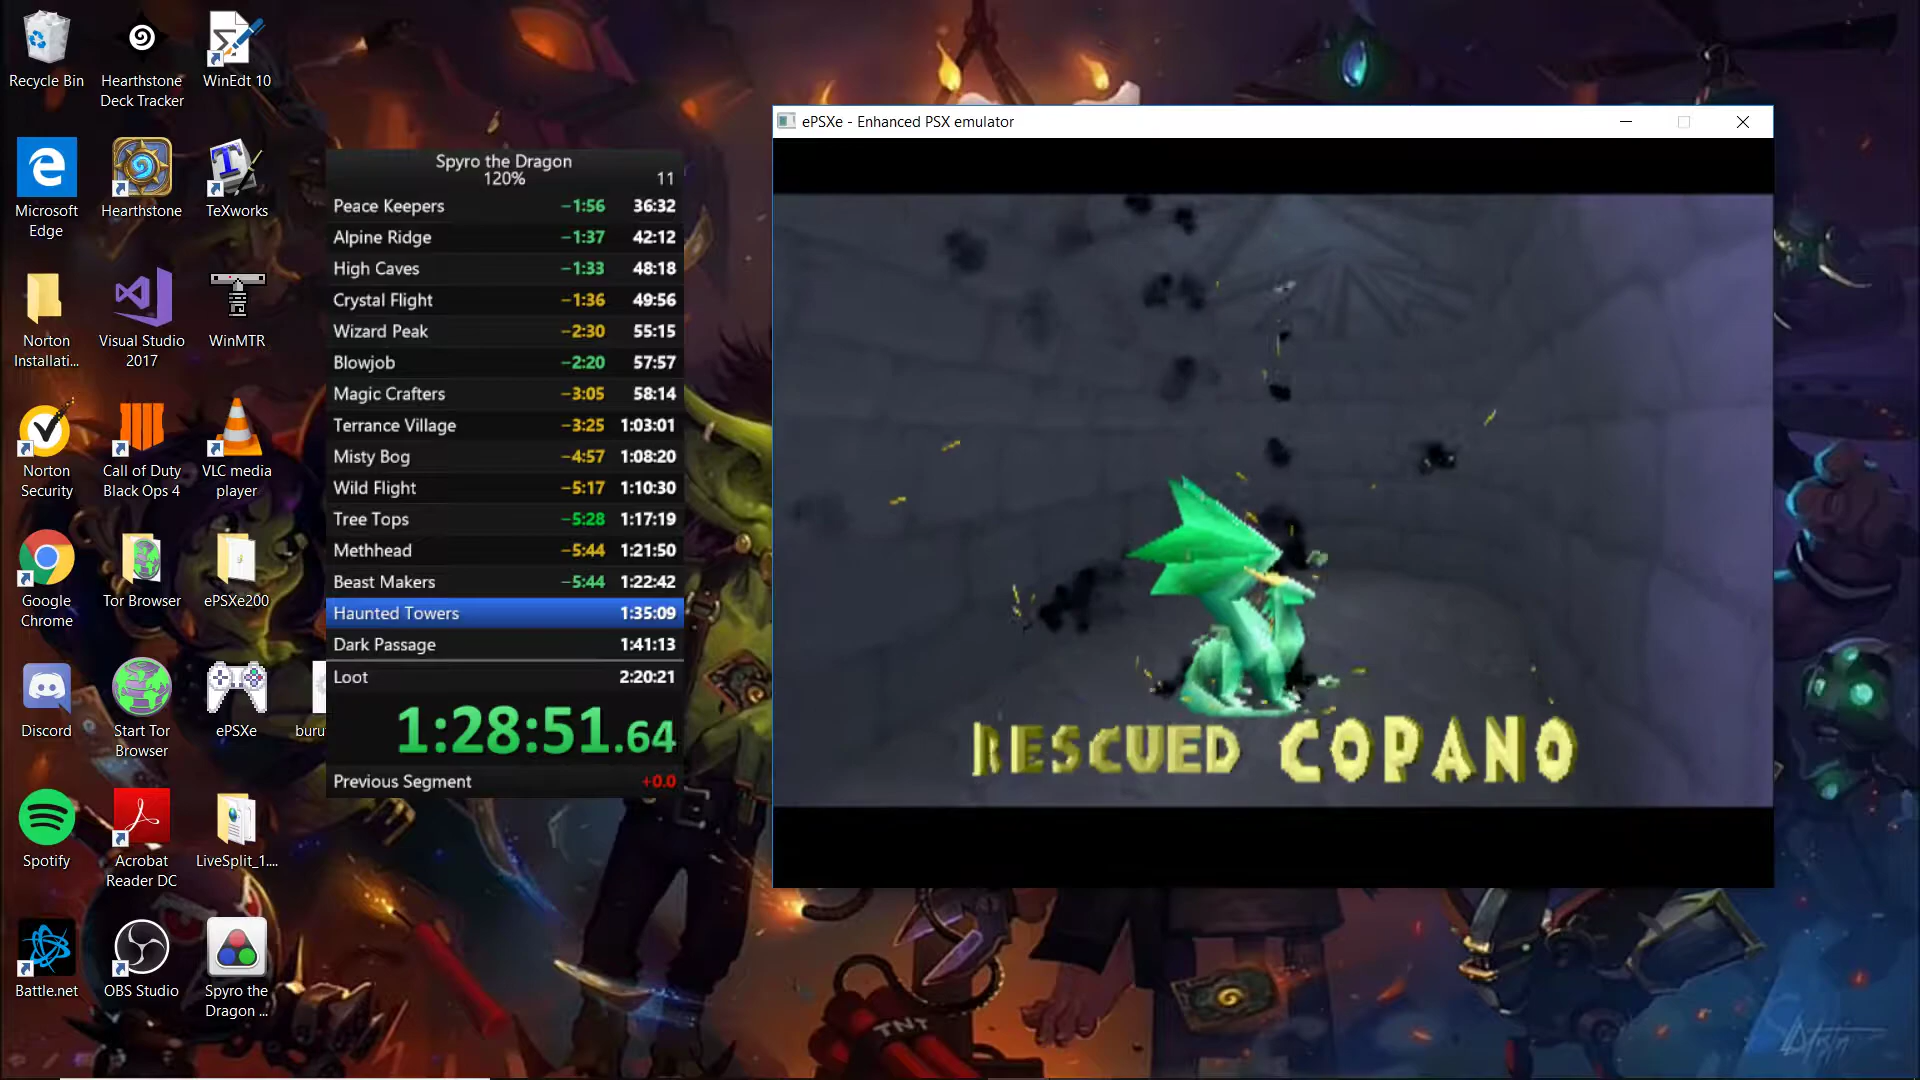 Recycle Bin
Hearthstone
Deck Tracker
WinEdt 10
Microsoft
Edge
Hearthstone
TeXworks
Norton
Installati...
Visual Studio
2017
WinMTR
Norton
Security
Call of Duty
Black Ops 4
VLC media
player
Google
Chrome
Tor Browser
ePSXe200
Discord
Start Tor
Browser
ePSXe
buru
Spotify
Acrobat
Reader DC
LiveSplit_1....
Battle.net
OBS Studio
Spyro the
Dragon ...
Spyro the Dragon
120% 11
Peace Keepers −1:56 36:32
Alpine Ridge −1:37 42:12
High Caves −1:33 48:18
Crystal Flight −1:36 49:56
Wizard Peak −2:30 55:15
Blowjob −2:20 57:57
Magic Crafters −3:05 58:14
Terrance Village −3:25 1:03:01
Misty Bog −4:57 1:08:20
Wild Flight −5:17 1:10:30
Tree Tops −5:28 1:17:19
Methhead −5:44 1:21:50
Beast Makers −5:44 1:22:42
Haunted Towers 1:35:09
Dark Passage 1:41:13
Loot 2:20:21
1:28:51.64
Previous Segment +0.0
ePSXe - Enhanced PSX emulator
RESCUED COPANO
TNT